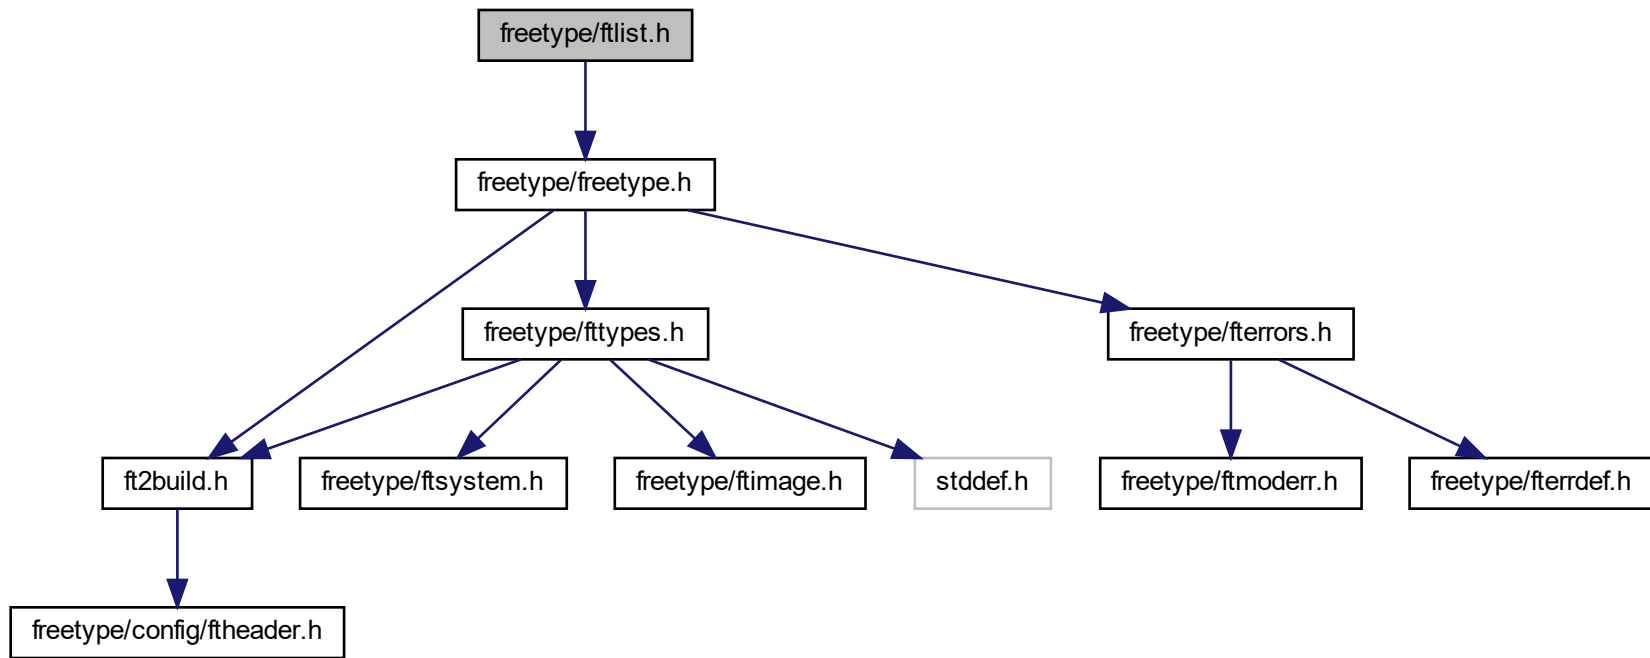 freetype/ftlist.h
freetype/freetype.h
freetype/fttypes.h
freetype/fterrors.h
ft2build.h
freetype/ftsystem.h
freetype/ftimage.h
stddef.h
freetype/ftmoderr.h
freetype/fterrdef.h
freetype/config/ftheader.h